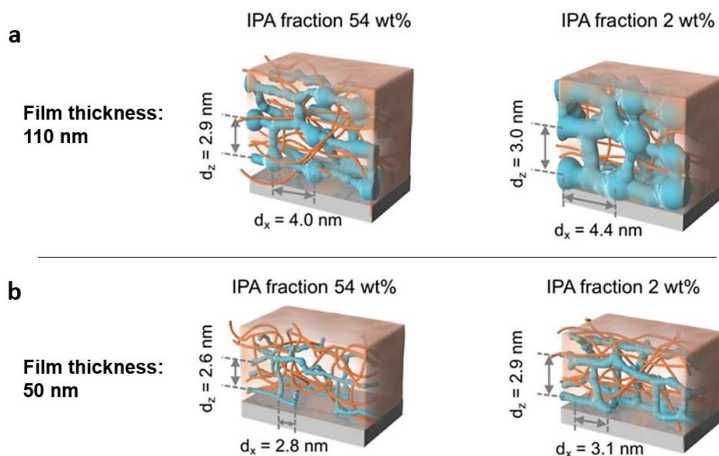 a
IPA fraction 54 wt%
IPA fraction 2 wt%
Film thickness:
110 nm
d_z = 2.9 nm
d_x = 4.0 nm
d_z = 3.0 nm
d_x = 4.4 nm
b
IPA fraction 54 wt%
IPA fraction 2 wt%
Film thickness:
50 nm
d_z = 2.6 nm
d_x = 2.8 nm
d_z = 2.9 nm
d_x = 3.1 nm